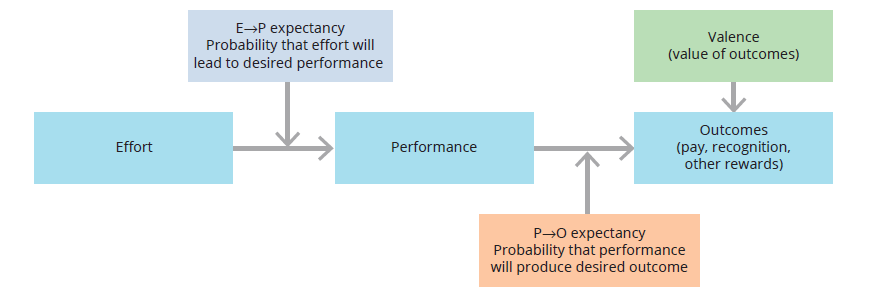 E→P expectancy
Probability that effort will
lead to desired performance
Valence
(value of outcomes)
Effort
Performance
Outcomes
(pay, recognition,
other rewards)
P→O expectancy
Probability that performance
will produce desired outcome